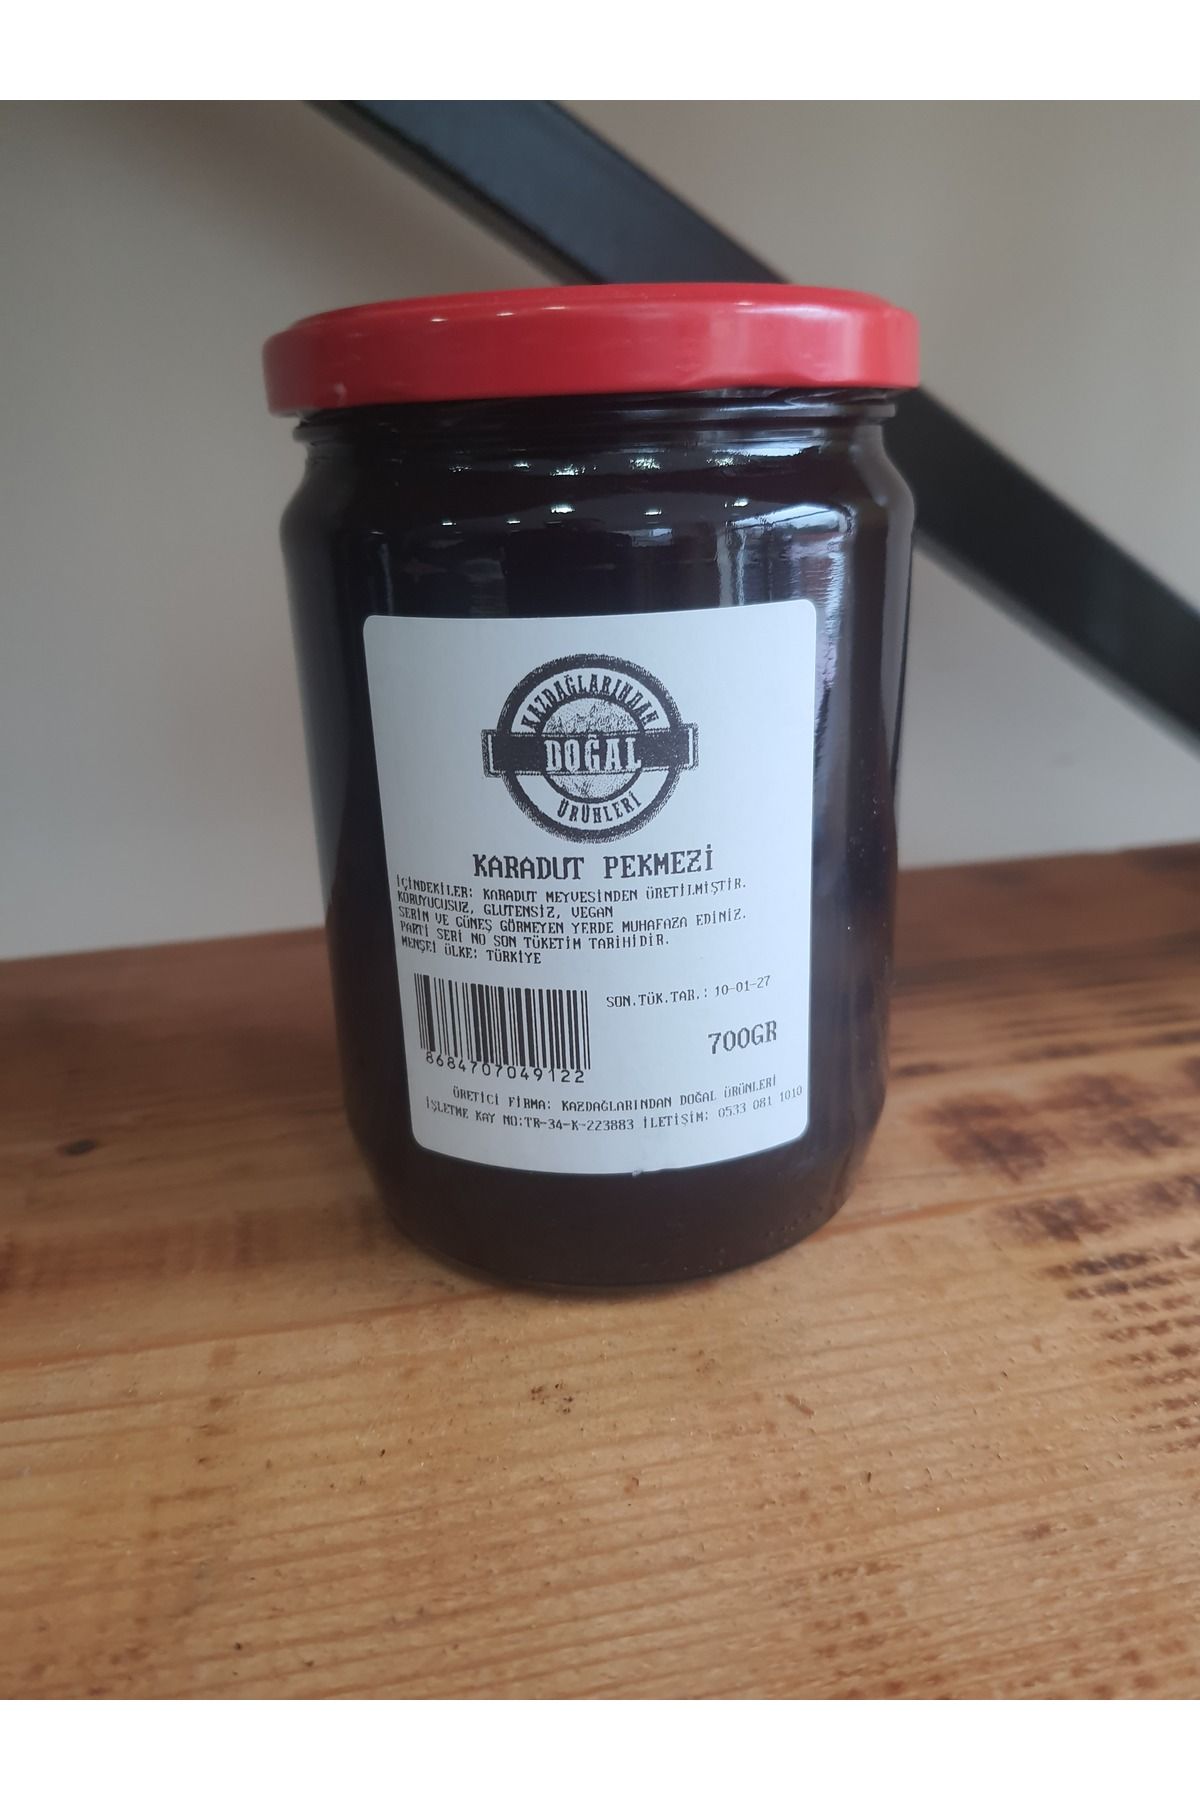 KAZDAĞLARINDAN
DOĞAL
ÜRÜNLERİ
KARADUT PEKMEZİ
İÇİNDEKİLER: KARADUT MEYVESİNDEN ÜRETİLMİŞTİR.
KORUYUCUSUZ, GLUTENSİZ, VEGAN
SERİN VE GÜNEŞ GÖRMEYEN YERDE MUHAFAZA EDİNİZ.
PARTİ SERİ NO SON TÜKETİM TARİHİDİR.
MENŞEİ ÜLKE: TÜRKİYE
SON.TÜK.TAR.: 10-01-27
700GR
8684707049122
ÜRETİCİ FİRMA: KAZDAĞLARINDAN DOĞAL ÜRÜNLERİ
İŞLETME KAY NO:TR-34-K-223883 İLETİŞİM: 0533 081 1010